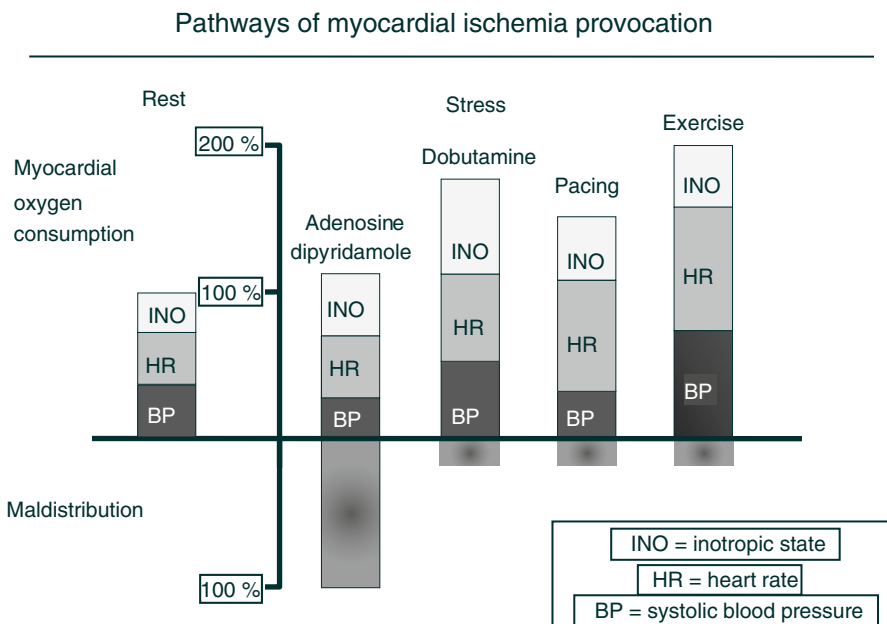 Pathways of myocardial ischemia provocation
Rest
Stress
Exercise
200 %
Myocardial
oxygen
consumption
Dobutamine
Pacing
Adenosine
dipyridamole
100 %
INO
HR
BP
INO
HR
BP
INO
HR
BP
INO
HR
BP
INO
HR
BP
Maldistribution
100 %
INO = inotropic state
HR = heart rate
BP = systolic blood pressure